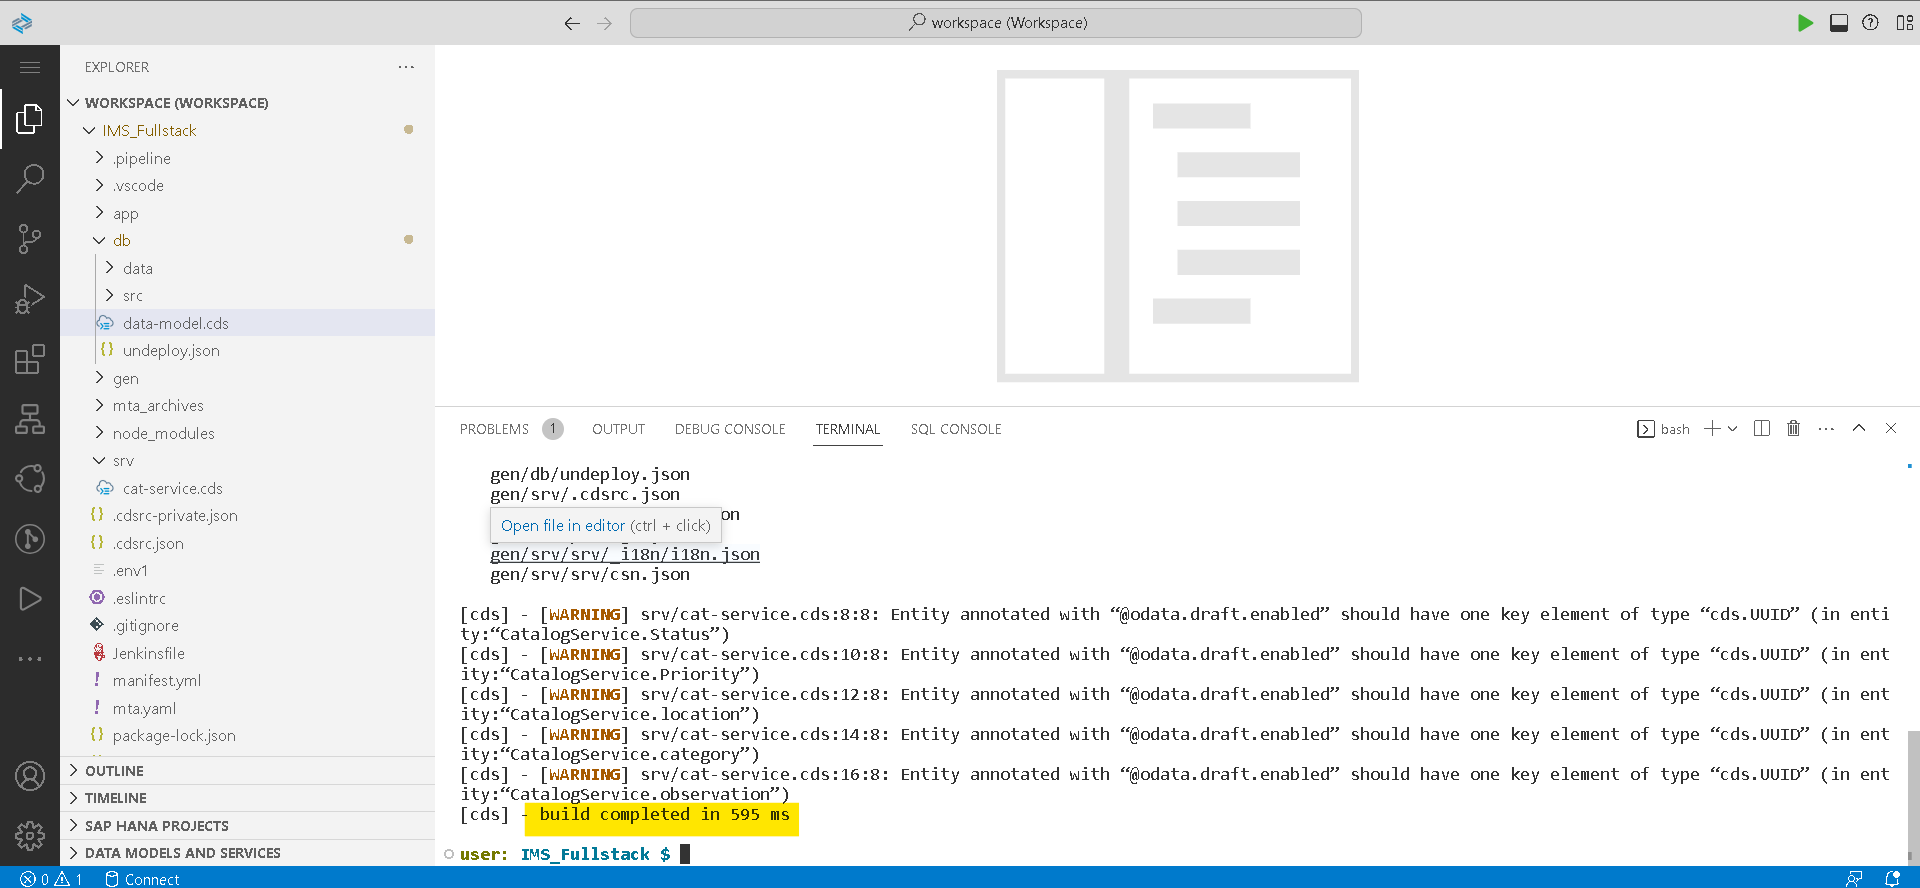 workspace (Workspace)
EXPLORER
WORKSPACE (WORKSPACE)
IMS_Fullstack
.pipeline
.vscode
app
db
data
src
data-model.cds
undeploy.json
gen
mta_archives
node_modules
srv
cat-service.cds
.cdsrc-private.json
.cdsrc.json
.env1
.eslintrc
.gitignore
Jenkinsfile
manifest.yml
mta.yaml
package-lock.json
OUTLINE
TIMELINE
SAP HANA PROJECTS
DATA MODELS AND SERVICES
PROBLEMS 1 OUTPUT DEBUG CONSOLE TERMINAL SQL CONSOLE
bash
gen/db/undeploy.json
gen/srv/.cdsrc.json
on
Open file in editor (ctrl + click)
gen/srv/srv/_i18n/i18n.json
gen/srv/srv/csn.json
[cds] - [WARNING] srv/cat-service.cds:8:8: Entity annotated with “@odata.draft.enabled” should have one key element of type “cds.UUID” (in enti
ty:“CatalogService.Status”)
[cds] - [WARNING] srv/cat-service.cds:10:8: Entity annotated with “@odata.draft.enabled” should have one key element of type “cds.UUID” (in ent
ity:“CatalogService.Priority”)
[cds] - [WARNING] srv/cat-service.cds:12:8: Entity annotated with “@odata.draft.enabled” should have one key element of type “cds.UUID” (in ent
ity:“CatalogService.location”)
[cds] - [WARNING] srv/cat-service.cds:14:8: Entity annotated with “@odata.draft.enabled” should have one key element of type “cds.UUID” (in ent
ity:“CatalogService.category”)
[cds] - [WARNING] srv/cat-service.cds:16:8: Entity annotated with “@odata.draft.enabled” should have one key element of type “cds.UUID” (in ent
ity:“CatalogService.observation”)
[cds] - build completed in 595 ms
user: IMS_Fullstack $
0 1 Connect